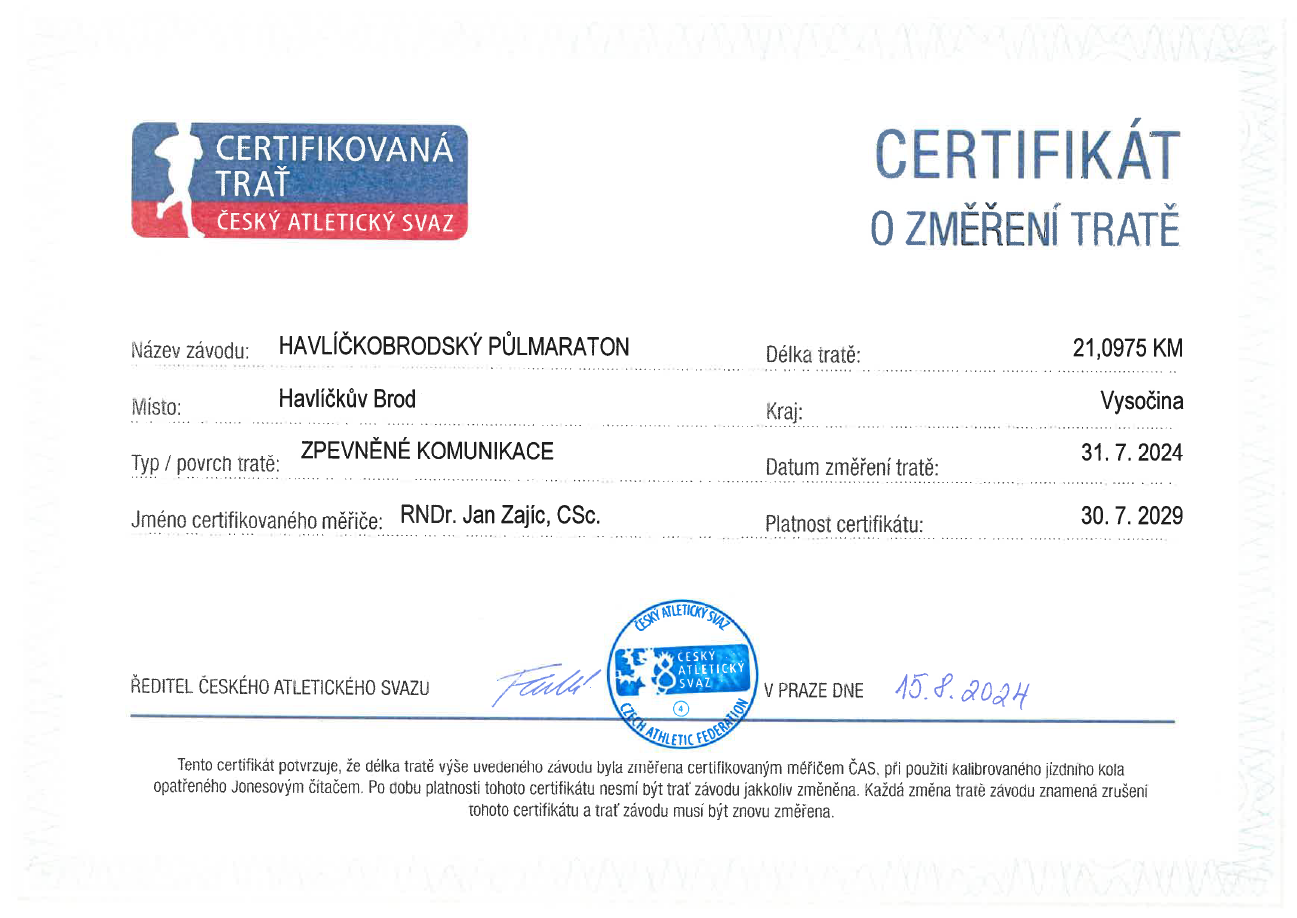 CERTIFIKOVANÁ
TRAŤ
ČESKÝ ATLETICKÝ SVAZ
CERTIFIKÁT
O ZMĚŘENÍ TRATĚ
Název závodu: HAVLÍČKOBRODSKÝ PŮLMARATON
Délka tratě: 21,0975 KM
Místo: Havlíčkův Brod
Kraj: Vysočina
Typ / povrch tratě: ZPEVNĚNÉ KOMUNIKACE
Datum změření tratě: 31. 7. 2024
Jméno certifikovaného měřiče: RNDr. Jan Zajíc, CSc.
Platnost certifikátu: 30. 7. 2029
ČESKÝ ATLETICKÝ SVAZ
ČESKÝ
ATLETICKÝ
SVAZ
4
CZECH ATHLETIC FEDERATION
ŘEDITEL ČESKÉHO ATLETICKÉHO SVAZU
V PRAZE DNE 15.8.2024
Tento certifikát potvrzuje, že délka tratě výše uvedeného závodu byla změřena certifikovaným měřičem ČAS, při použití kalibrovaného jízdního kola
opatřeného Jonesovým čítačem. Po dobu platnosti tohoto certifikátu nesmí být trať závodu jakkoliv změněna. Každá změna tratě závodu znamená zrušení
tohoto certifikátu a trať závodu musí být znovu změřena.